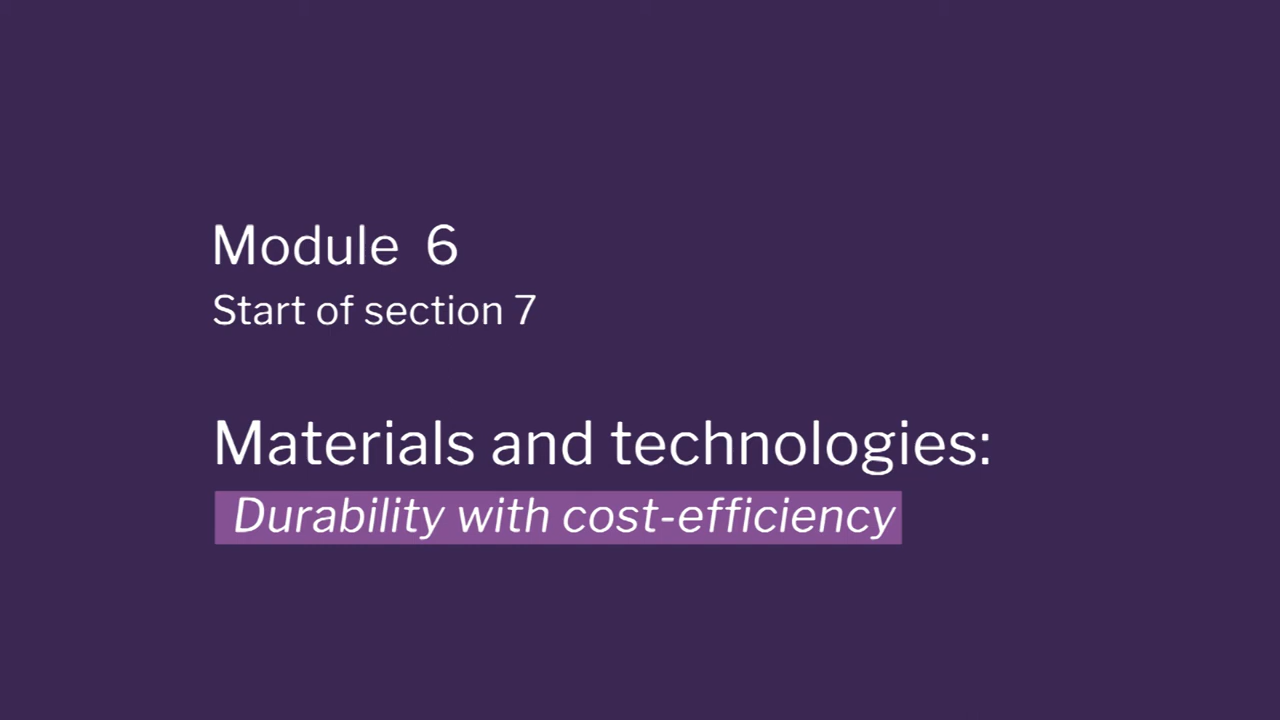 Module 6
Start of section 7
Materials and technologies:
Durability with cost-efficiency